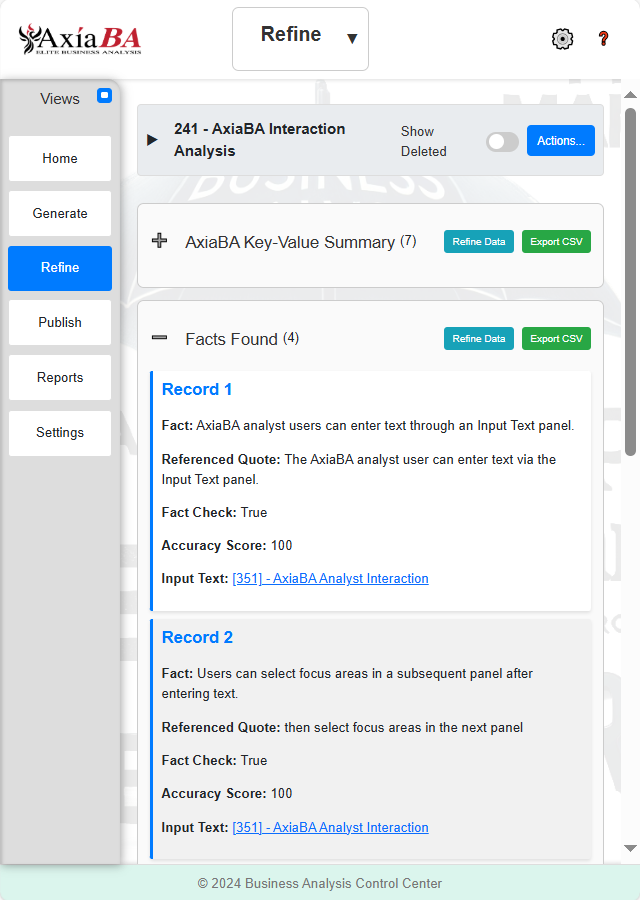 AxíaBA
ELITE BUSINESS ANALYSIS
Refine ▼
?
Views
Home
Generate
Refine
Publish
Reports
Settings
241 - AxiaBA Interaction
Analysis
Show
Deleted
Actions...
BUSINESS
AxiaBA Key-Value Summary (7)
Refine Data
Export CSV
Facts Found (4)
Refine Data
Export CSV
Record 1
Fact: AxiaBA analyst users can enter text through an Input Text panel.
Referenced Quote: The AxiaBA analyst user can enter text via the
Input Text panel.
Fact Check: True
Accuracy Score: 100
Input Text: [351] - AxiaBA Analyst Interaction
Record 2
Fact: Users can select focus areas in a subsequent panel after
entering text.
Referenced Quote: then select focus areas in the next panel
Fact Check: True
Accuracy Score: 100
Input Text: [351] - AxiaBA Analyst Interaction
© 2024 Business Analysis Control Center